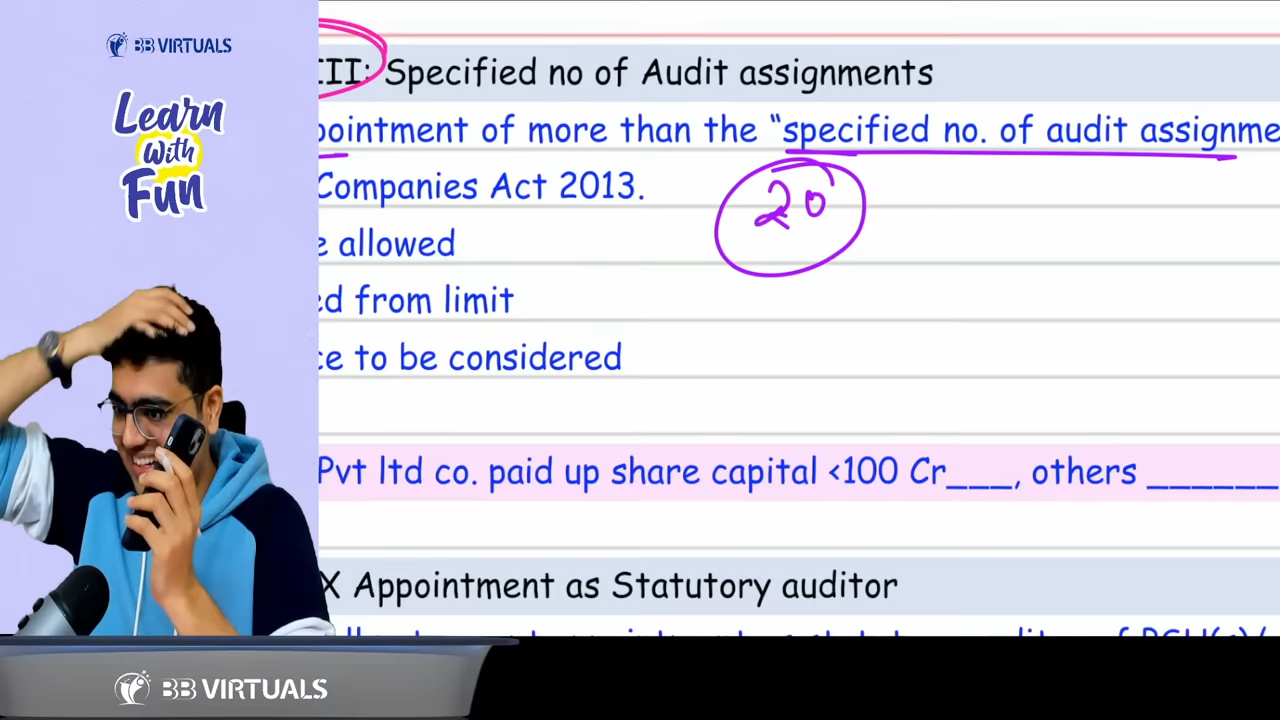 BB VIRTUALS
Learn
With
Fun
III: Specified no of Audit assignments
pointment of more than the “specified no. of audit assignme
Companies Act 2013.
20
e allowed
ed from limit
ce to be considered
Pvt ltd co. paid up share capital <100 Cr___, others ______
X Appointment as Statutory auditor
BB VIRTUALS